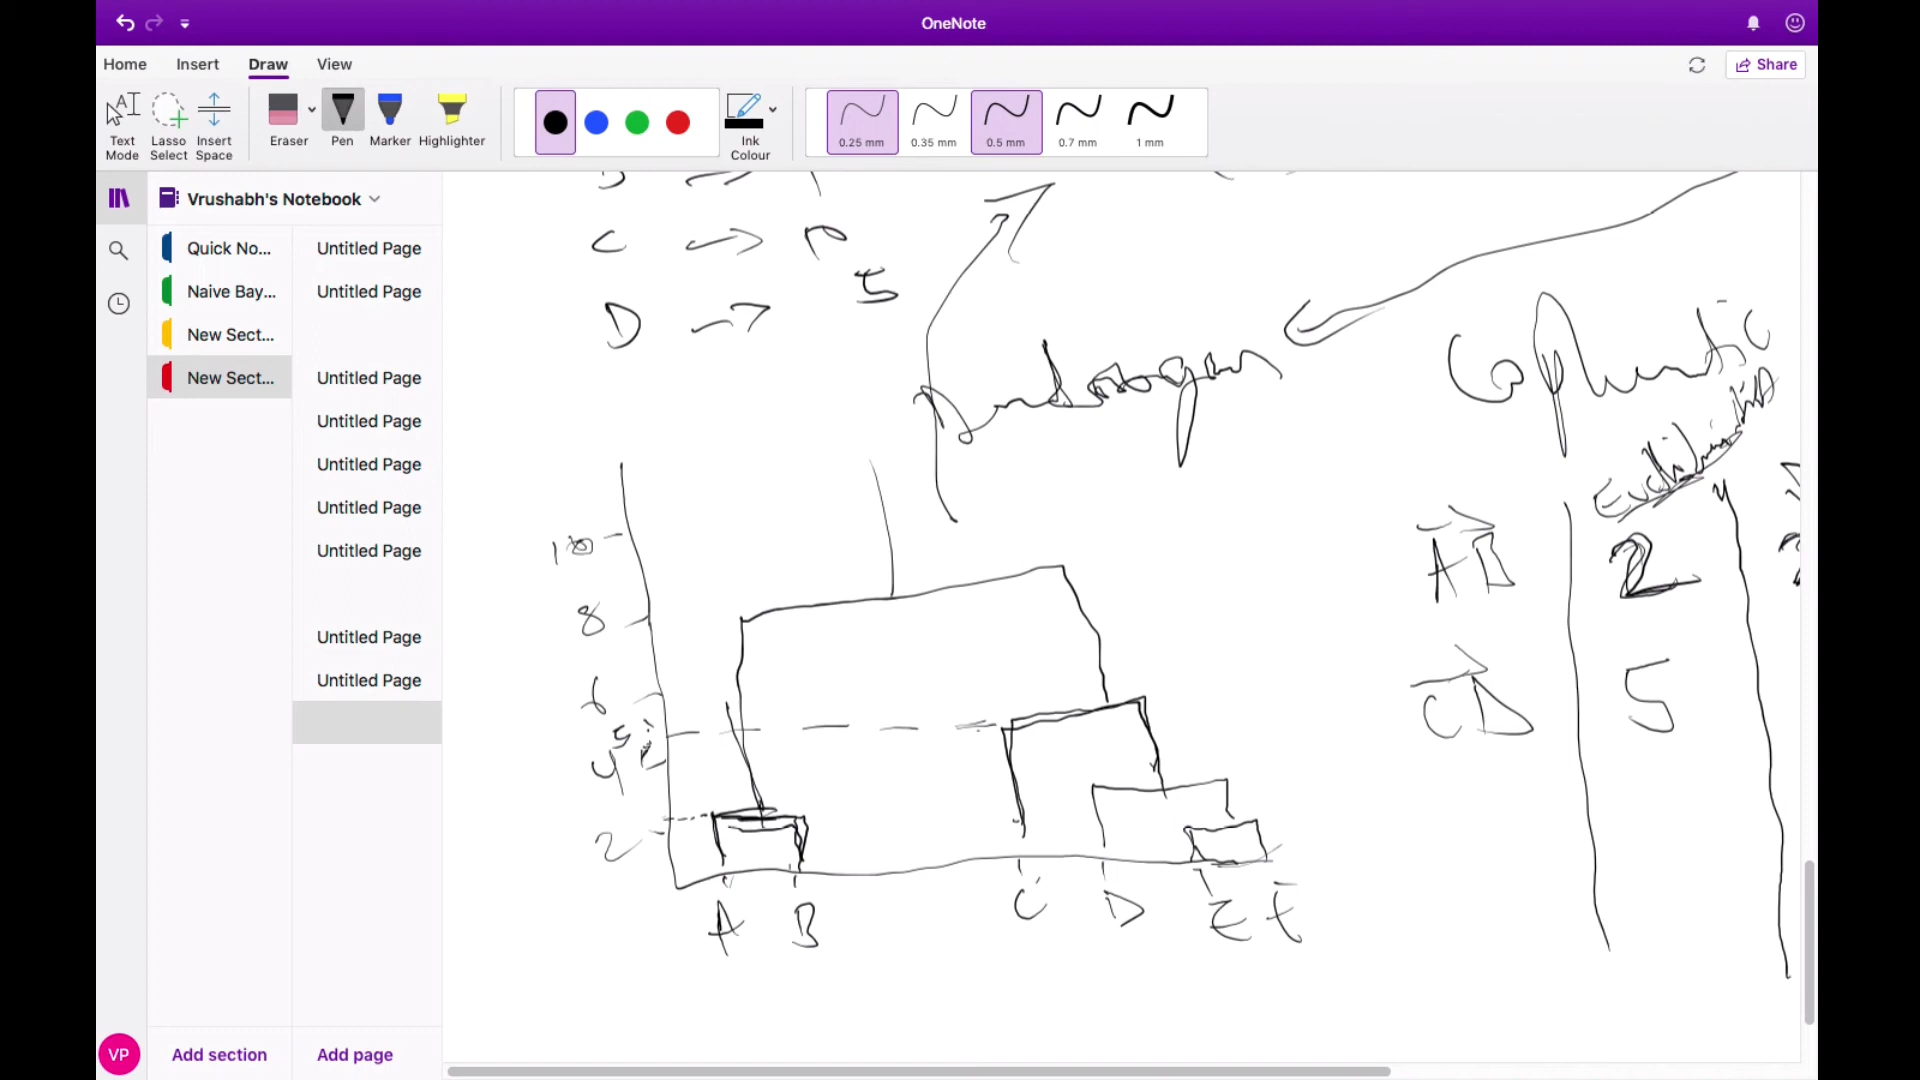 OneNote
Home Insert Draw View
Share
Text Mode
Lasso Select
Insert Space
Eraser
Pen
Marker
Highlighter
Ink Colour
0.25 mm
0.35 mm
0.5 mm
0.7 mm
1 mm
Vrushabh's Notebook
Quick No...
Naive Bay...
New Sect...
New Sect...
Untitled Page
Untitled Page
Untitled Page
Untitled Page
Untitled Page
Untitled Page
Untitled Page
Untitled Page
Untitled Page
VP
Add section
Add page
C
5
D
10
8
6
5
4
2
A B C D E F
AB 2
CD 5